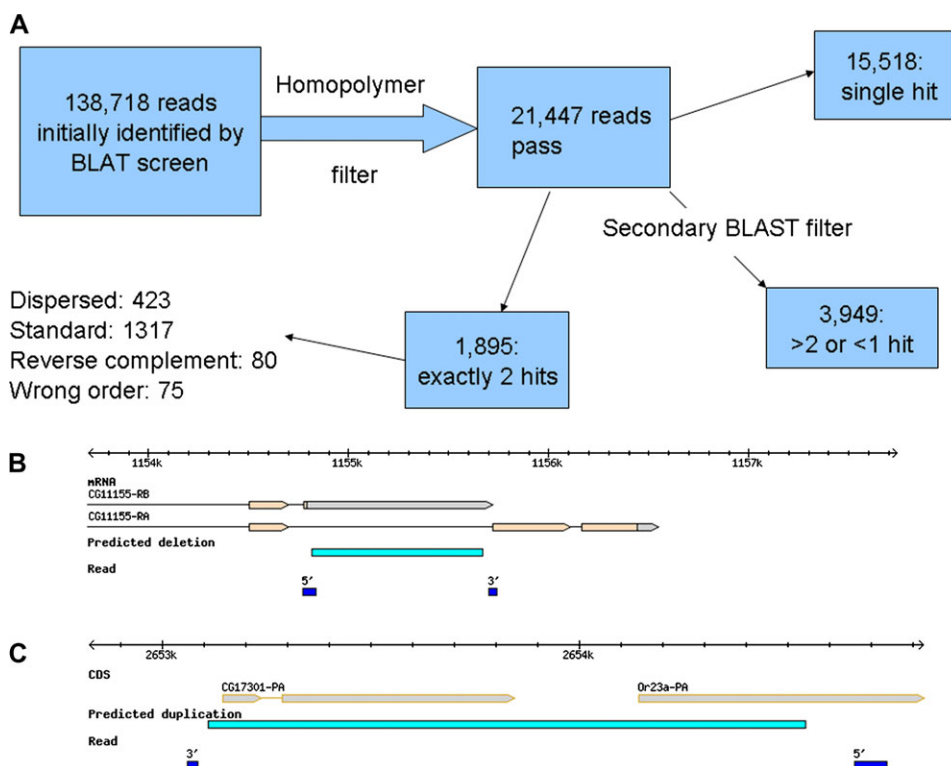 A
138,718 reads
initially identified by
BLAT screen
Homopolymer
filter
21,447 reads
pass
15,518:
single hit
Secondary BLAST filter
3,949:
>2 or <1 hit
1,895:
exactly 2 hits
Dispersed: 423
Standard: 1317
Reverse complement: 80
Wrong order: 75
B
1154k 1155k 1156k 1157k
mRNA
CG11155-RB
CG11155-RA
Predicted deletion
Read
5′ 3′
C
2653k 2654k
CDS
CG17301-PA Or23a-PA
Predicted duplication
Read
3′ 5′